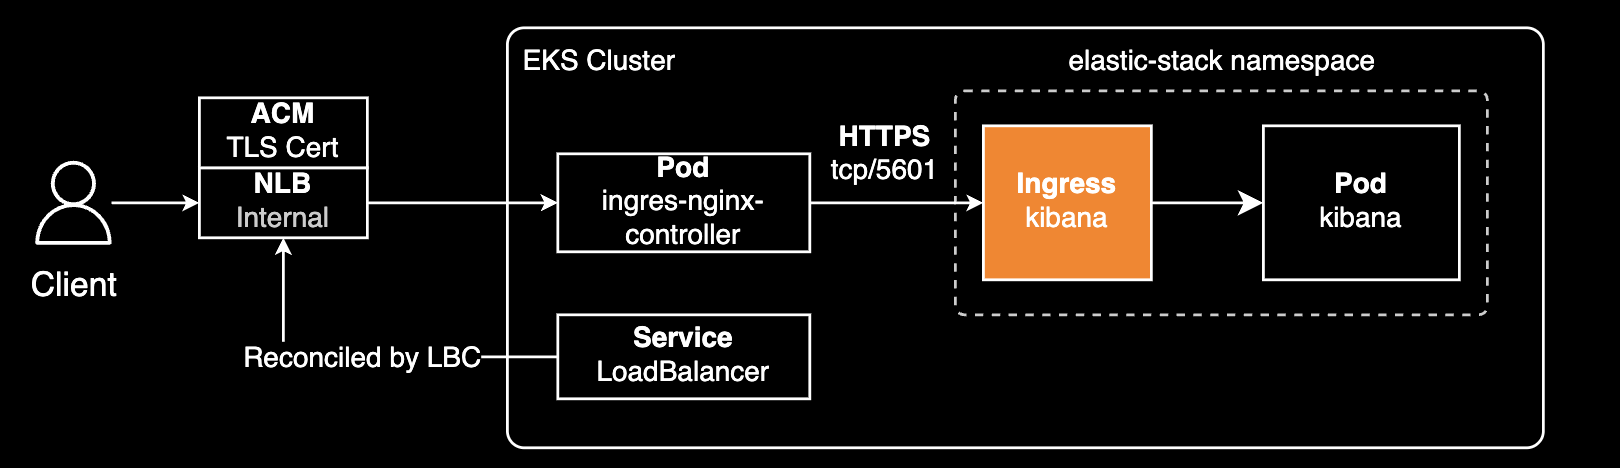 EKS Cluster
elastic-stack namespace
ACM
TLS Cert
NLB
Internal
Client
Reconciled by LBC
Pod
ingres-nginx-
controller
HTTPS
tcp/5601
Ingress
kibana
Pod
kibana
Service
LoadBalancer